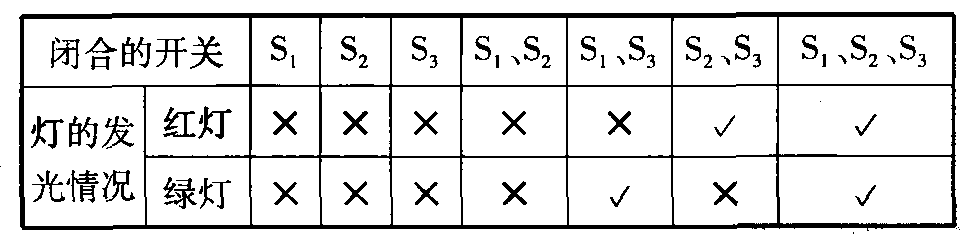 闭合的开关 S₁ S₂ S₃ S₁、S₂ S₁、S₃ S₂、S₃ S₁、S₂、S₃
灯的发光情况 红灯 × × × × × ✓ ✓
绿灯 × × × × ✓ × ✓